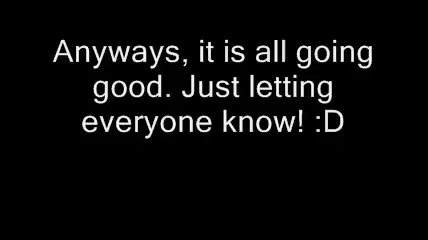 Anyways, it is all going
good. Just letting
everyone know! :D